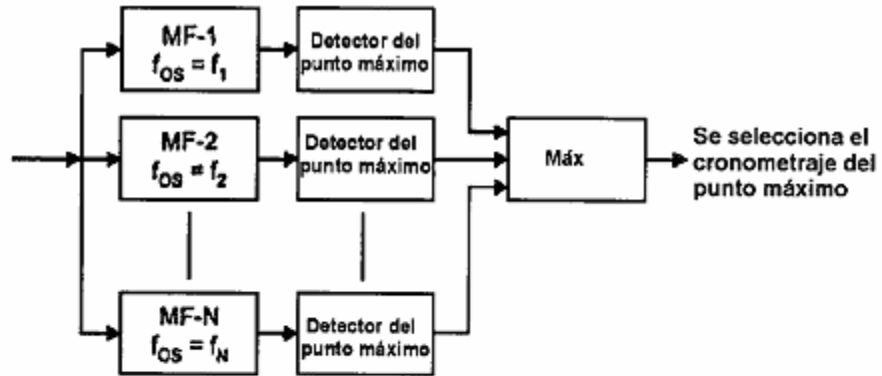 MF-1
fOS = f1
Detector del
punto máximo
MF-2
fOS = f2
Detector del
punto máximo
Máx
Se selecciona el
cronometraje del
punto máximo
MF-N
fOS = fN
Detector del
punto máximo